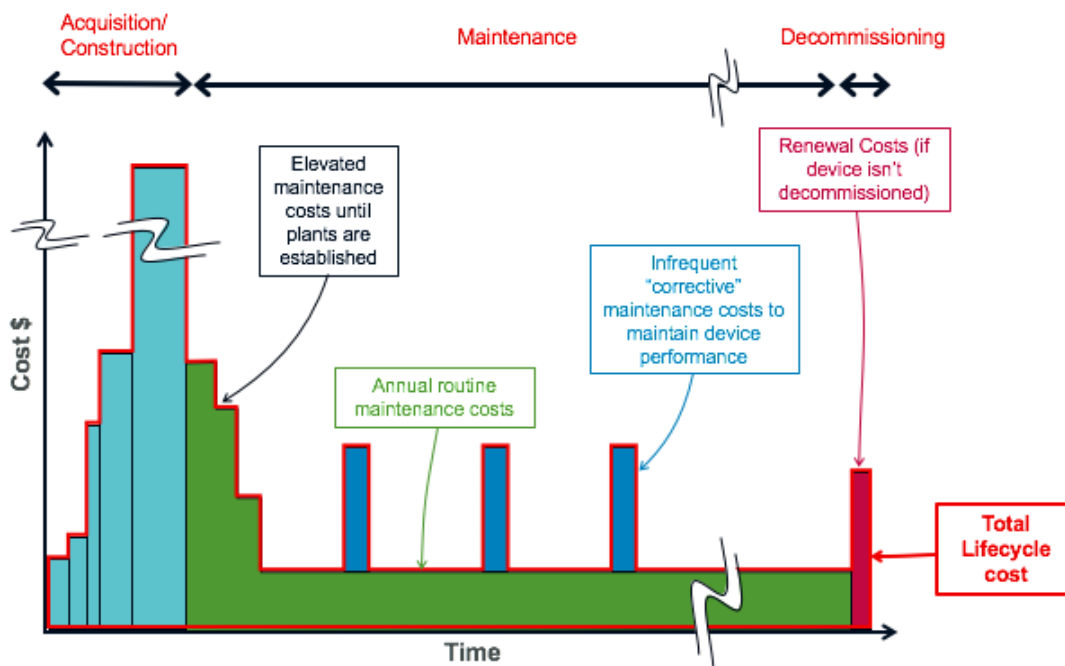 Acquisition/
Construction
Maintenance
Decommissioning
Elevated
maintenance
costs until
plants are
established
Renewal Costs (if
device isn't
decommissioned)
Infrequent
"corrective"
maintenance costs to
maintain device
performance
Annual routine
maintenance costs
Total
Lifecycle
cost
Cost $
Time